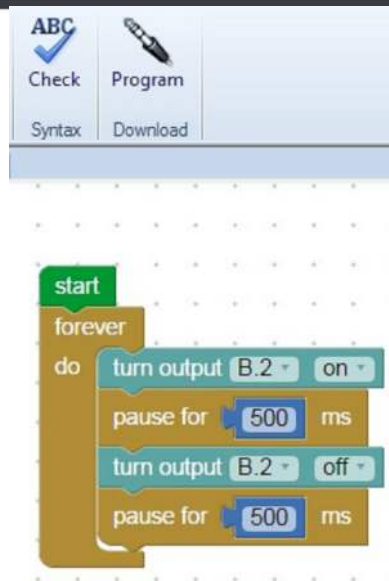 ABC
Check Program
Syntax Download
start
forever
do turn output B.2 on
pause for 500 ms
turn output B.2 off
pause for 500 ms